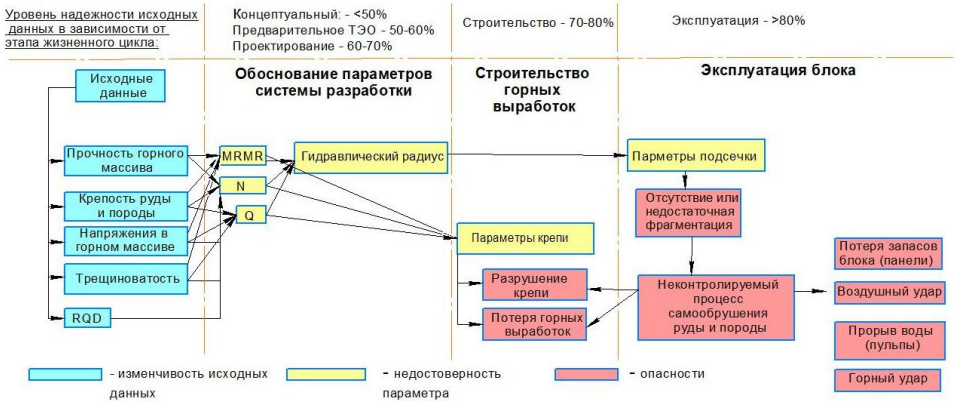 Уровень надежности исходных
данных в зависимости от
этапа жизненного цикла:
Концептуальный: - <50%
Предварительное ТЭО - 50-60%
Проектирование - 60-70%
Строительство - 70-80%
Эксплуатация - >80%
Обоснование параметров
системы разработки
Строительство
горных
выработок
Эксплуатация блока
Исходные
данные
Прочность горного
массива
Крепость руды
и породы
Напряжения в
горном массиве
Трещиноватость
RQD
MRMR
N
Q
Гидравлический радиус
Параметры крепи
Разрушение
крепи
Потеря горных
выработок
Парметры подсечки
Отсутствие или
недостаточная
фрагментация
Неконтролируемый
процесс
самообрушения
руды и породы
Потеря запасов
блока (панели)
Воздушный удар
Прорыв воды
(пульпы)
Горный удар
- изменчивость исходных
данных
- недостоверность
параметра
- опасности